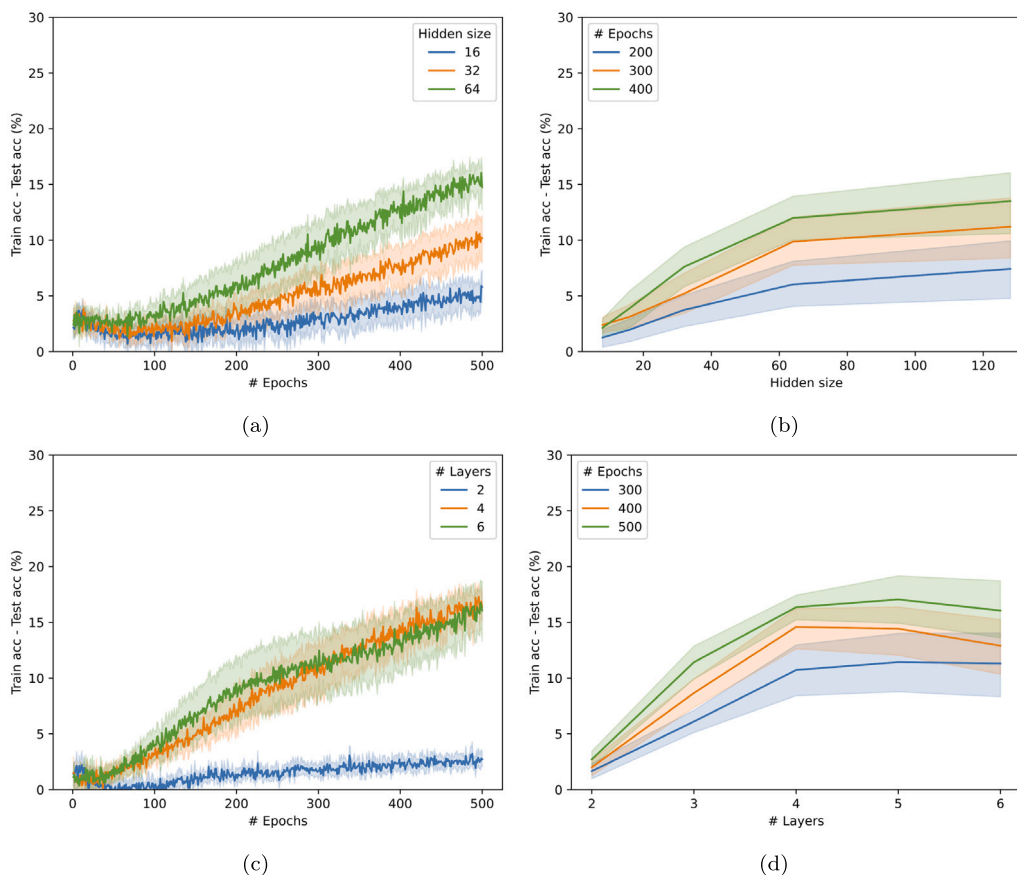 30
25
20
15
10
5
0
Train acc - Test acc (%)
0 100 200 300 400 500
# Epochs
Hidden size
16
32
64
(a)
30
25
20
15
10
5
0
Train acc - Test acc (%)
20 40 60 80 100 120
Hidden size
# Epochs
200
300
400
(b)
30
25
20
15
10
5
0
Train acc - Test acc (%)
0 100 200 300 400 500
# Epochs
# Layers
2
4
6
(c)
30
25
20
15
10
5
0
Train acc - Test acc (%)
2 3 4 5 6
# Layers
# Epochs
300
400
500
(d)